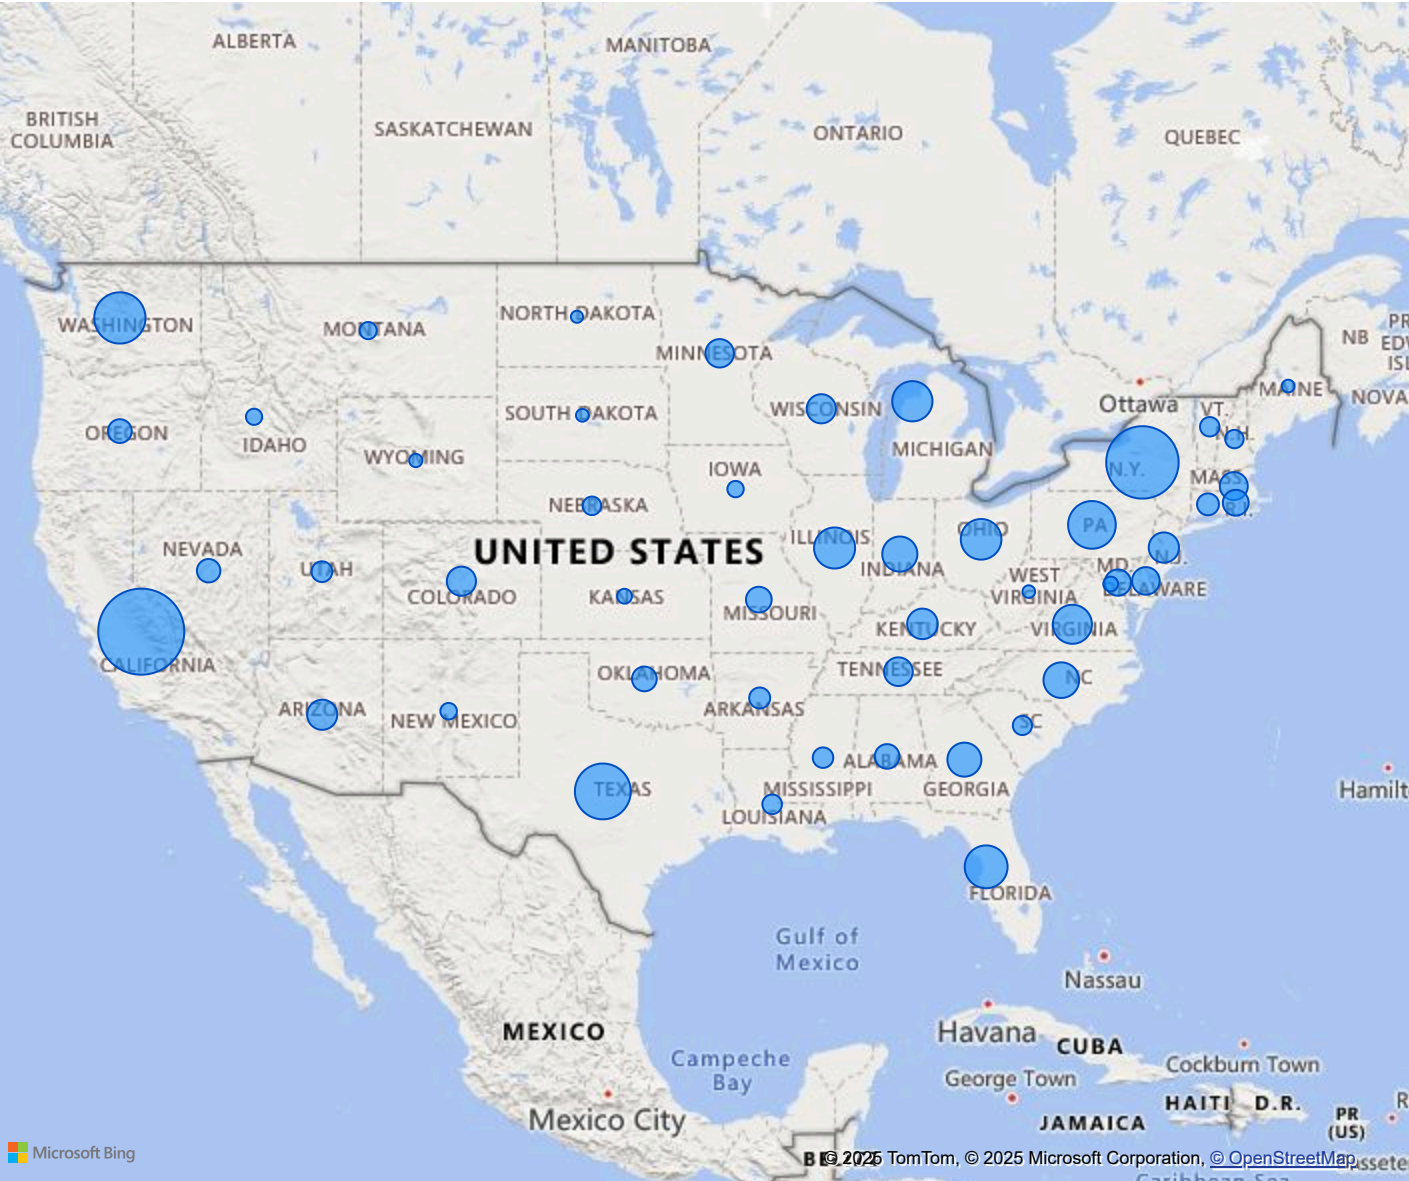 ALBERTA
MANITOBA
BRITISH
COLUMBIA
SASKATCHEWAN
ONTARIO
QUEBEC
WASHINGTON
MONTANA
NORTH DAKOTA
MINNESOTA
NB
MAINE
Ottawa
OREGON
IDAHO
SOUTH DAKOTA
WISCONSIN
MICHIGAN
VT.
N.H.
WYOMING
IOWA
N.Y.
MASS.
NEBRASKA
R.I.
NEVADA
UTAH
UNITED STATES
ILLINOIS
INDIANA
OHIO
PA
N.J.
COLORADO
KANSAS
MISSOURI
WEST
VIRGINIA
MD.
DELAWARE
CALIFORNIA
KENTUCKY
VIRGINIA
OKLAHOMA
TENNESSEE
NC
ARIZONA
NEW MEXICO
ARKANSAS
SC
TEXAS
ALABAMA
MISSISSIPPI
GEORGIA
LOUISIANA
FLORIDA
Gulf of
Mexico
Nassau
MEXICO
Havana
CUBA
Campeche
Bay
Cockburn Town
George Town
HAITI
D.R.
JAMAICA
PR
(US)
Mexico City
Microsoft Bing
© 2025 TomTom, © 2025 Microsoft Corporation, © OpenStreetMap